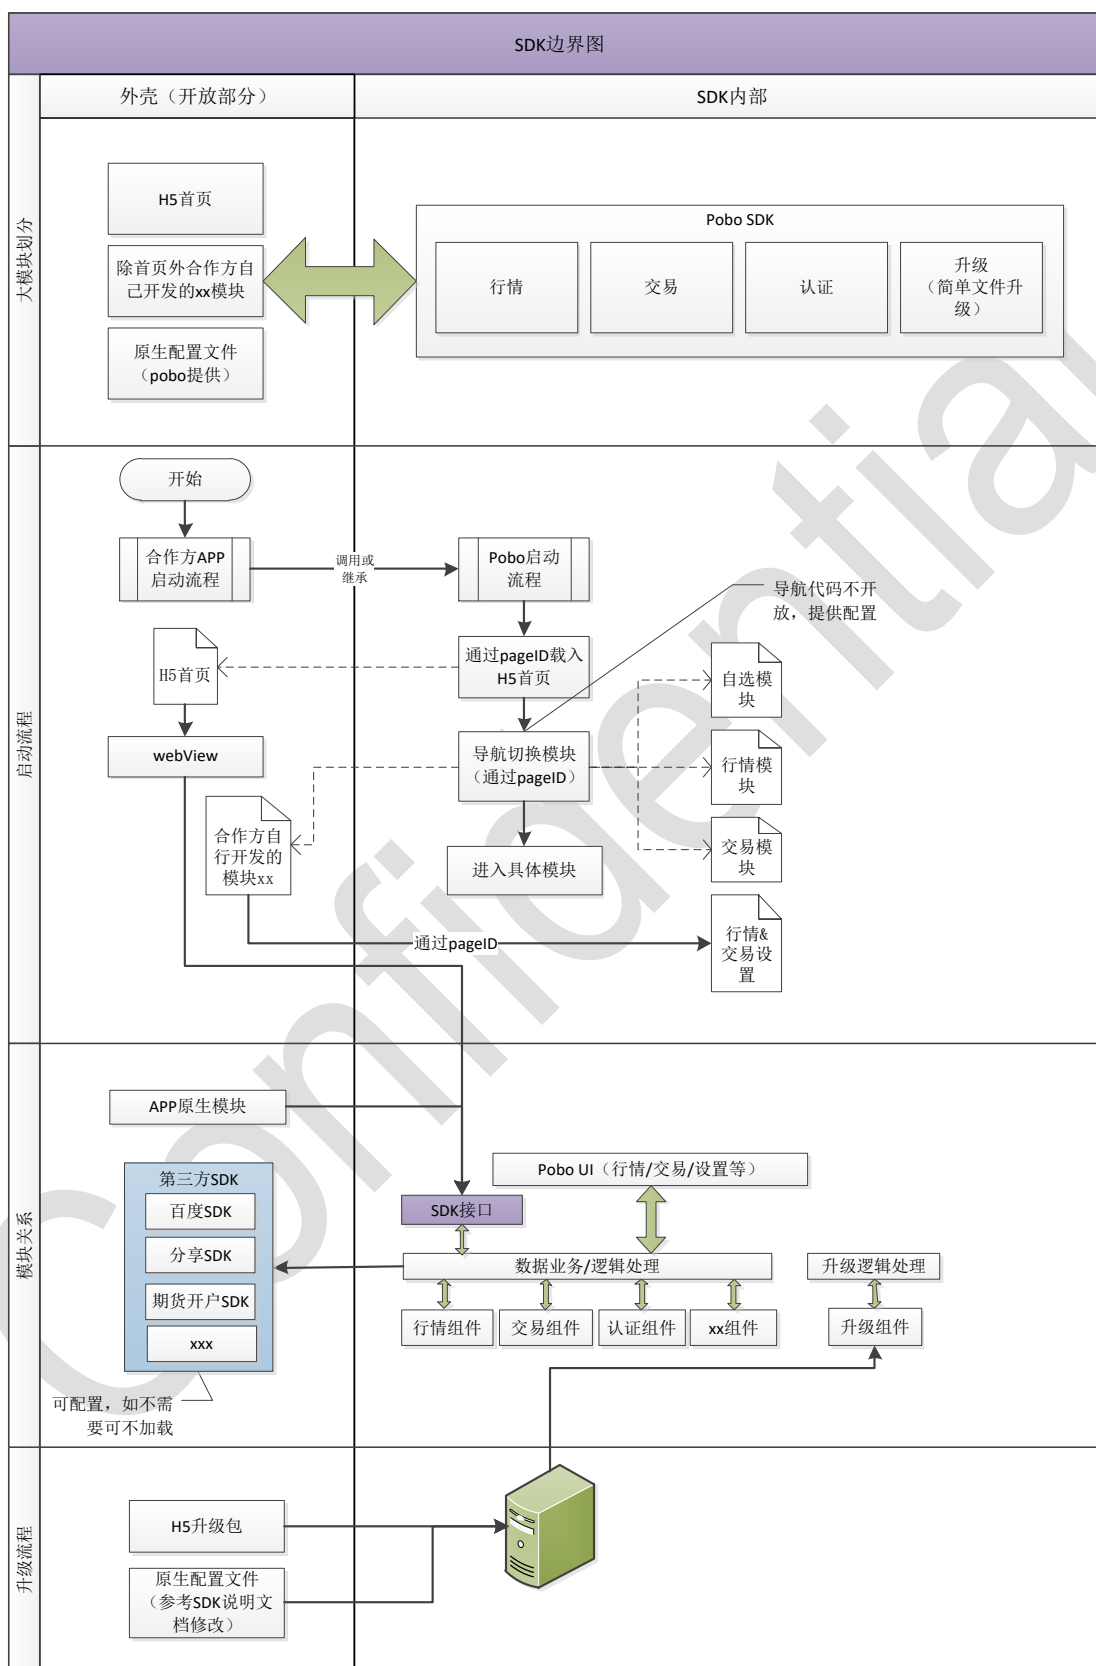 SDK边界图
外壳（开放部分）
SDK内部
大模块划分
H5首页
除首页外合作方自
己开发的xx模块
原生配置文件
（pobo提供）
Pobo SDK
行情
交易
认证
升级
（简单文件升
级）
启动流程
开始
合作方APP
启动流程
调用或
继承
Pobo启动
流程
导航代码不开
放，提供配置
H5首页
通过pageID载入
H5首页
自选模
块
webView
导航切换模块
（通过pageID）
行情模
块
合作方自
行开发的
模块xx
进入具体模块
交易模
块
通过pageID
行情&
交易设
置
模块关系
APP原生模块
第三方SDK
百度SDK
分享SDK
期货开户SDK
xxx
可配置，如不需
要可不加载
Pobo UI（行情/交易/设置等）
SDK接口
数据业务/逻辑处理
升级逻辑处理
行情组件
交易组件
认证组件
xx组件
升级组件
升级流程
H5升级包
原生配置文件
（参考SDK说明文
档修改）
Confidential